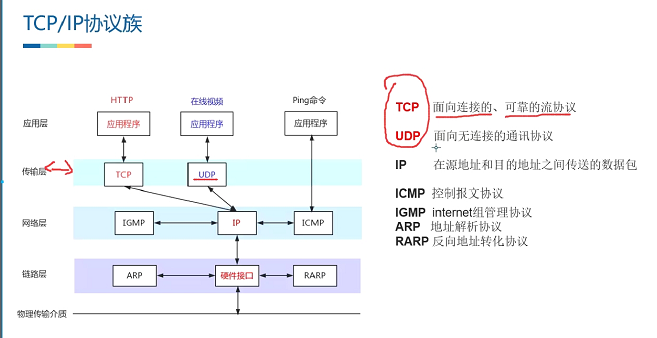 TCP/IP协议族
HTTP 在线视频 Ping命令
应用层 应用程序 应用程序 应用程序
传输层 TCP UDP
网络层 IGMP IP ICMP
链路层 ARP 硬件接口 RARP
物理传输介质
TCP 面向连接的、可靠的流协议
UDP 面向无连接的通讯协议
IP 在源地址和目的地址之间传送的数据包
ICMP 控制报文协议
IGMP internet组管理协议
ARP 地址解析协议
RARP 反向地址转化协议